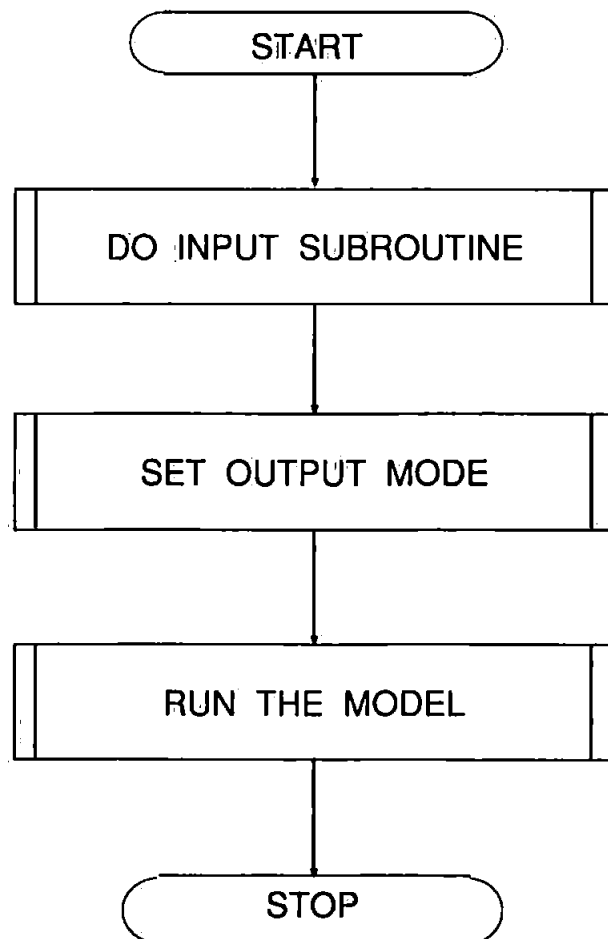 START
DO INPUT SUBROUTINE
SET OUTPUT MODE
RUN THE MODEL
STOP